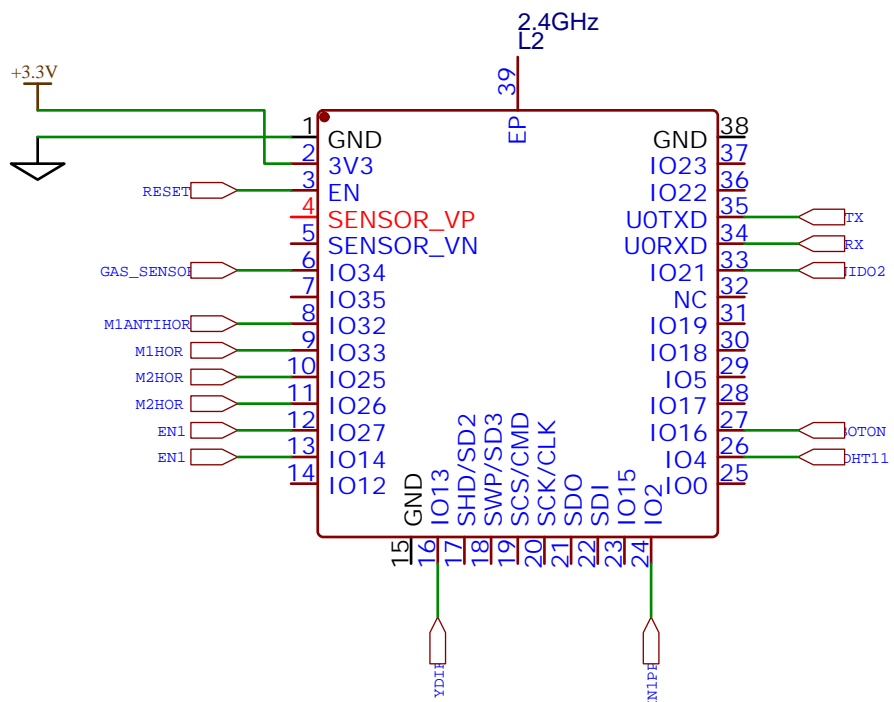 2.4GHz
L2
+3.3V
39
EP
1 GND
2 3V3
3 EN
4 SENSOR_VP
5 SENSOR_VN
6 IO34
7 IO35
8 IO32
9 IO33
10 IO25
11 IO26
12 IO27
13 IO14
14 IO12
RESET
GAS_SENSOR
M1ANTIHOR
M1HOR
M2HOR
M2HOR
EN1
EN1
GND 38
IO23 37
IO22 36
U0TXD 35
U0RXD 34
IO21 33
NC 32
IO19 31
IO18 30
IO5 29
IO17 28
IO16 27
IO4 26
IO0 25
TX
RX
IDO2
OTON
DHT11
GND 15
IO13 16
SHD/SD2 17
SWP/SD3 18
SCS/CMD 19
SCK/CLK 20
SDO 21
SDI 22
IO15 23
IO2 24